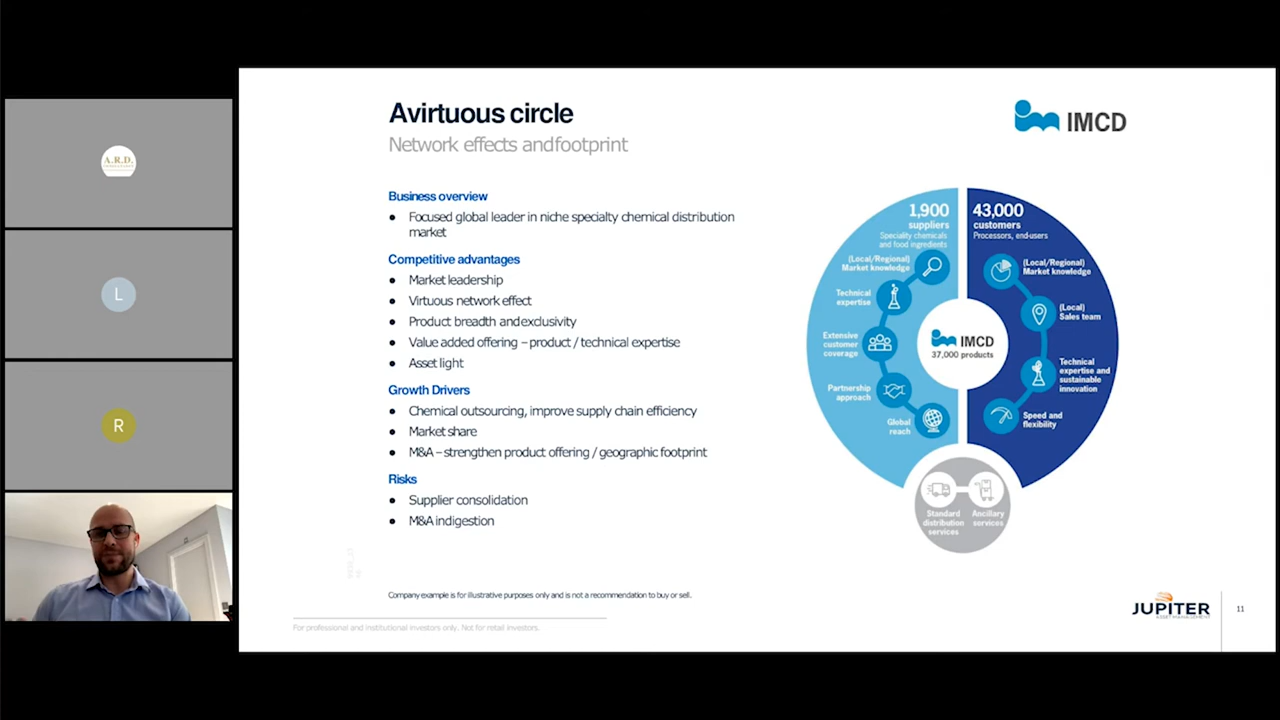 A.R.D.
L
R
Avirtuous circle
Network effects andfootprint
IMCD
Business overview
● Focused global leader in niche specialty chemical distribution
market
Competitive advantages
● Market leadership
● Virtuous network effect
● Product breadth andexclusivity
● Value added offering – product / technical expertise
● Asset light
Growth Drivers
● Chemical outsourcing, improve supply chain efficiency
● Market share
● M&A – strengthen product offering / geographic footprint
Risks
● Supplier consolidation
● M&A indigestion
1,900
suppliers
Speciality chemicals
and food ingredients
(Local/Regional)
Market knowledge
Technical
expertise
Extensive
customer
coverage
Partnership
approach
Global
reach
43,000
customers
Processors, end-users
(Local/Regional)
Market knowledge
(Local)
Sales team
Technical
expertise and
sustainable
innovation
Speed and
flexibility
IMCD
37,000 products
Standard
distribution
services
Ancillary
services
Company example is for illustrative purposes only and is not a recommendation to buy or sell.
For professional and institutional investors only. Not for retail investors.
JUPITER
ASSET MANAGEMENT
11